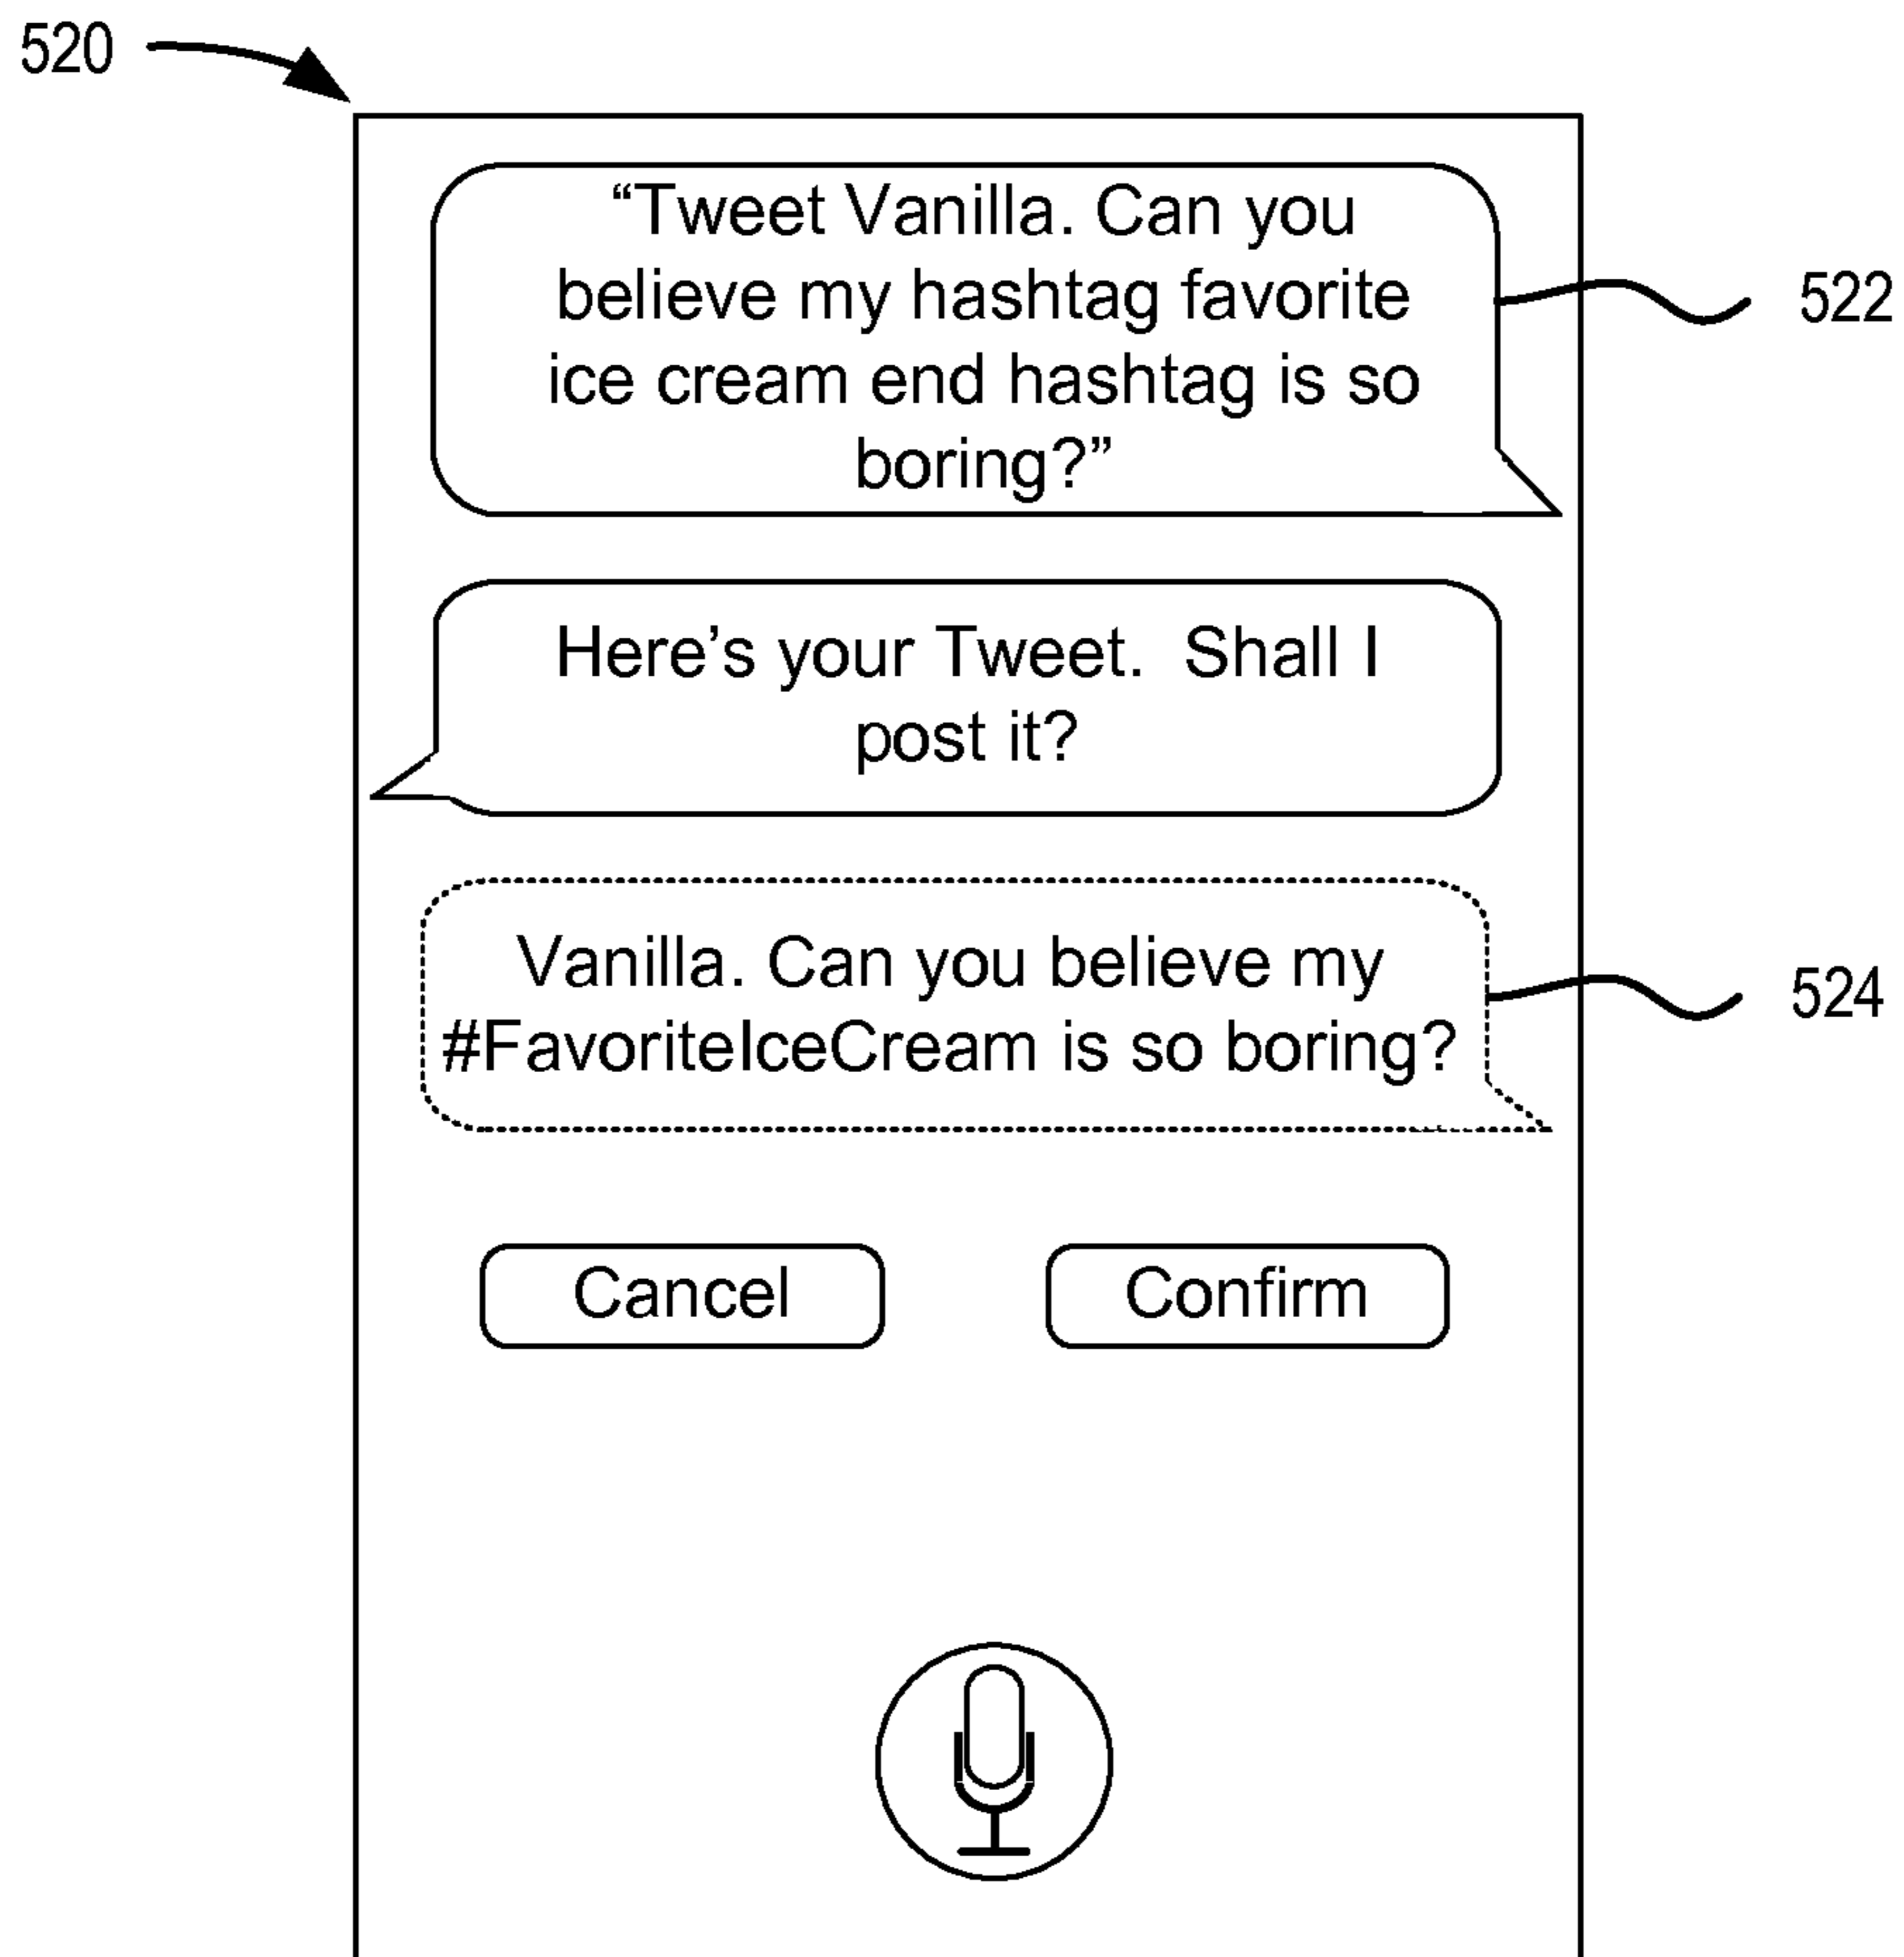 520
“Tweet Vanilla. Can you
believe my hashtag favorite
ice cream end hashtag is so
boring?”
522
Here’s your Tweet.  Shall I
post it?
Vanilla. Can you believe my
#FavoriteIceCream is so boring?
524
Cancel
Confirm